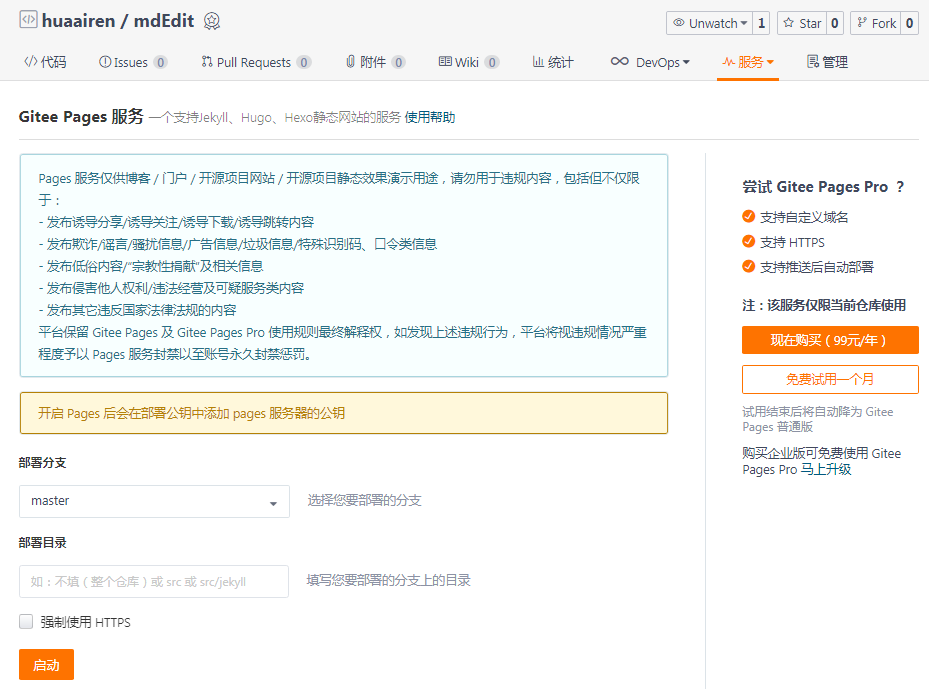 huaairen / mdEdit
Unwatch 1 Star 0 Fork 0
代码 Issues 0 Pull Requests 0 附件 0 Wiki 0 统计 DevOps 服务 管理
Gitee Pages 服务 一个支持Jekyll、Hugo、Hexo静态网站的服务 使用帮助
Pages 服务仅供博客 / 门户 / 开源项目网站 / 开源项目静态效果演示用途，请勿用于违规内容，包括但不仅限
于：
- 发布诱导分享/诱导关注/诱导下载/诱导跳转内容
- 发布欺诈/谣言/骚扰信息/广告信息/垃圾信息/特殊识别码、口令类信息
- 发布低俗内容/“宗教性捐献”及相关信息
- 发布侵害他人权利/违法经营及可疑服务类内容
- 发布其它违反国家法律法规的内容
平台保留 Gitee Pages 及 Gitee Pages Pro 使用规则最终解释权，如发现上述违规行为，平台将视违规情况严重
程度予以 Pages 服务封禁以至账号永久封禁惩罚。
开启 Pages 后会在部署公钥中添加 pages 服务器的公钥
部署分支
master 选择您要部署的分支
部署目录
如：不填（整个仓库）或 src 或 src/jekyll 填写您要部署的分支上的目录
强制使用 HTTPS
启动
尝试 Gitee Pages Pro ？
支持自定义域名
支持 HTTPS
支持推送后自动部署
注：该服务仅限当前仓库使用
现在购买（99元/年）
免费试用一个月
试用结束后将自动降为 Gitee
Pages 普通版
购买企业版可免费使用 Gitee
Pages Pro 马上升级